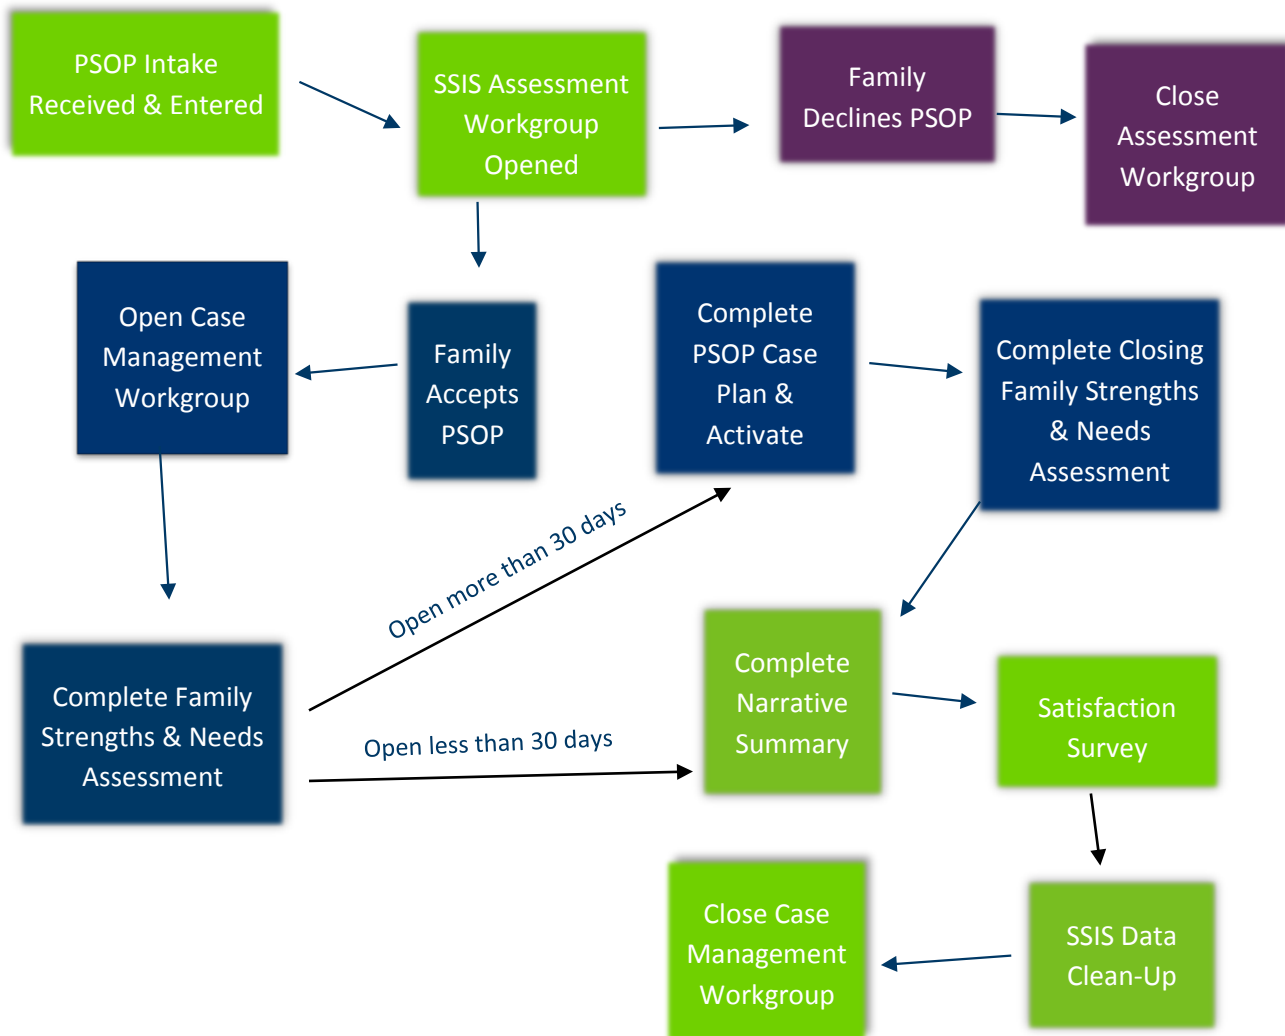 PSOP Intake
Received & Entered
SSIS Assessment
Workgroup
Opened
Family
Declines PSOP
Close
Assessment
Workgroup
Open Case
Management
Workgroup
Family
Accepts
PSOP
Complete
PSOP Case
Plan &
Activate
Complete Closing
Family Strengths
& Needs
Assessment
Open more than 30 days
Complete Family
Strengths & Needs
Assessment
Open less than 30 days
Complete
Narrative
Summary
Satisfaction
Survey
Close Case
Management
Workgroup
SSIS Data
Clean-Up